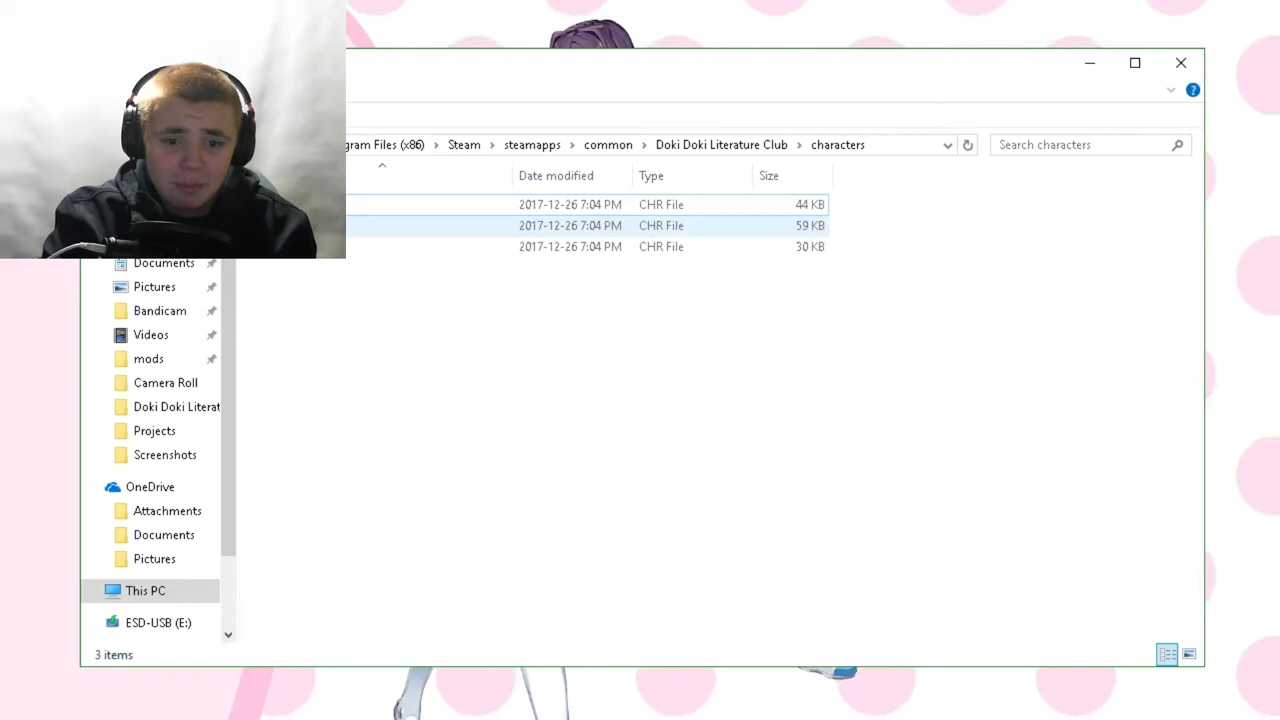 gram Files (x86) > Steam > steamapps > common > Doki Doki Literature Club > characters
Search characters
Date modified Type Size
2017-12-26 7:04 PM CHR File 44 KB
2017-12-26 7:04 PM CHR File 59 KB
2017-12-26 7:04 PM CHR File 30 KB
Documents
Pictures
Bandicam
Videos
mods
Camera Roll
Doki Doki Literat
Projects
Screenshots
OneDrive
Attachments
Documents
Pictures
This PC
ESD-USB (E:)
3 items